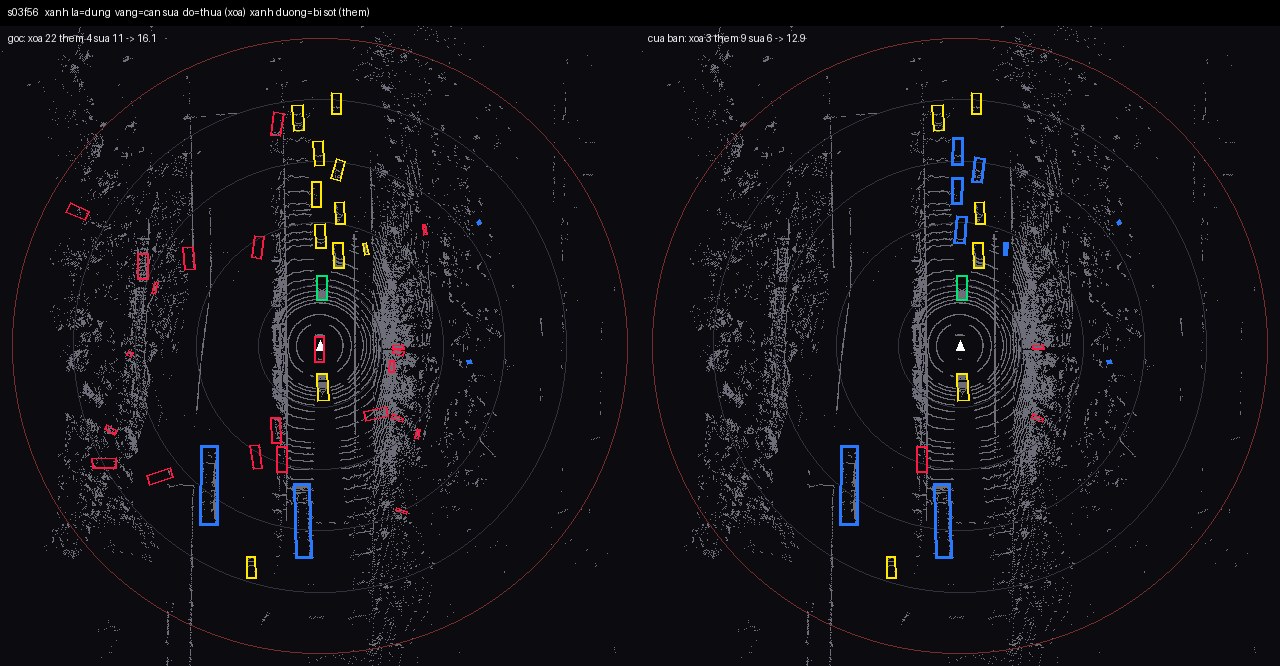 s03f56 xanh la=dung vang=can sua do=thua (xoa) xanh duong=bi sot (them)
goc: xoa 22 them 4 sua 11 -> 16.1
cua ban: xoa 3 them 9 sua 6 -> 12.9